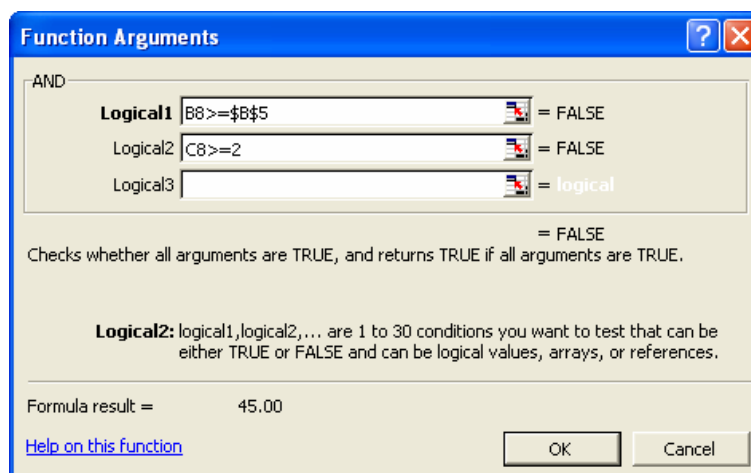 Function Arguments
AND
Logical1 B8>=$B$5 = FALSE
Logical2 C8>=2 = FALSE
Logical3 = logical
= FALSE
Checks whether all arguments are TRUE, and returns TRUE if all arguments are TRUE.
Logical2: logical1,logical2,... are 1 to 30 conditions you want to test that can be
either TRUE or FALSE and can be logical values, arrays, or references.
Formula result = 45.00
Help on this function OK Cancel